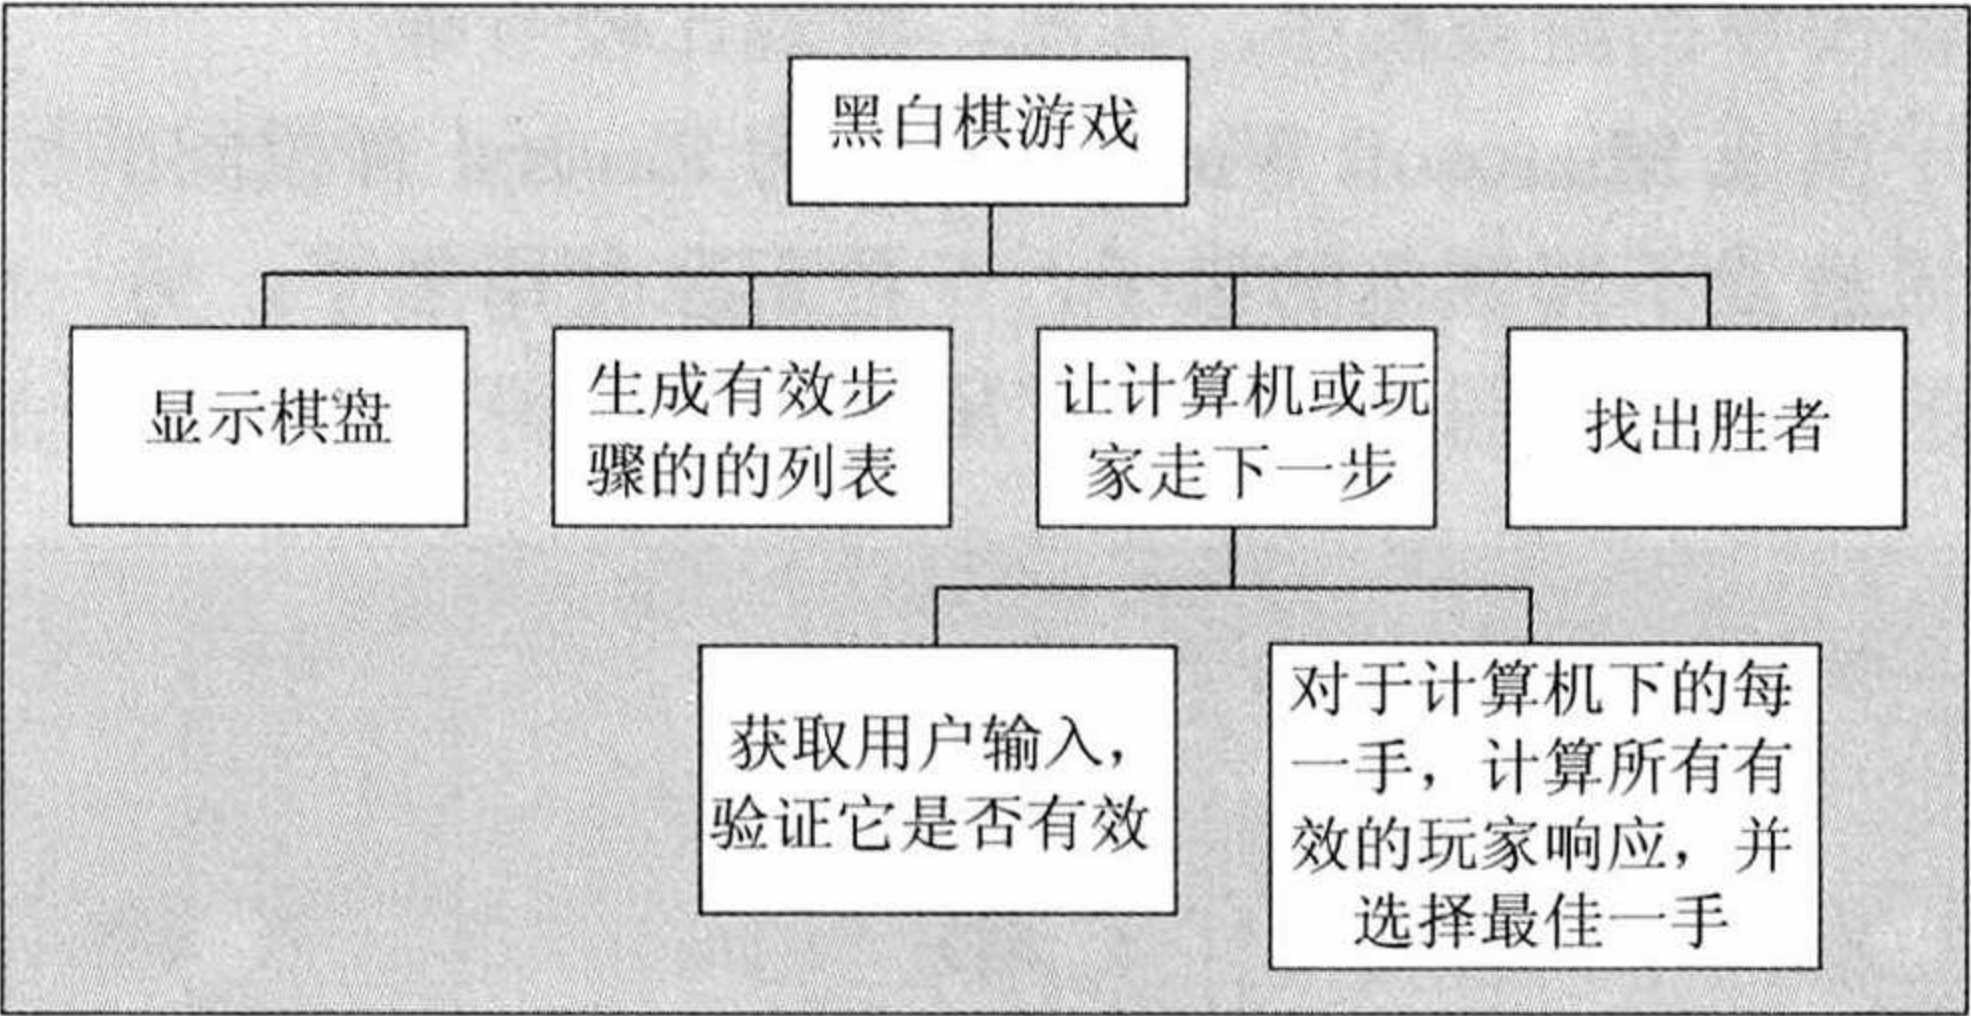 黑白棋游戏
显示棋盘
生成有效步
骤的的列表
让计算机或玩
家走下一步
找出胜者
获取用户输入，
验证它是否有效
对于计算机下的每
一手，计算所有有
效的玩家响应，并
选择最佳一手